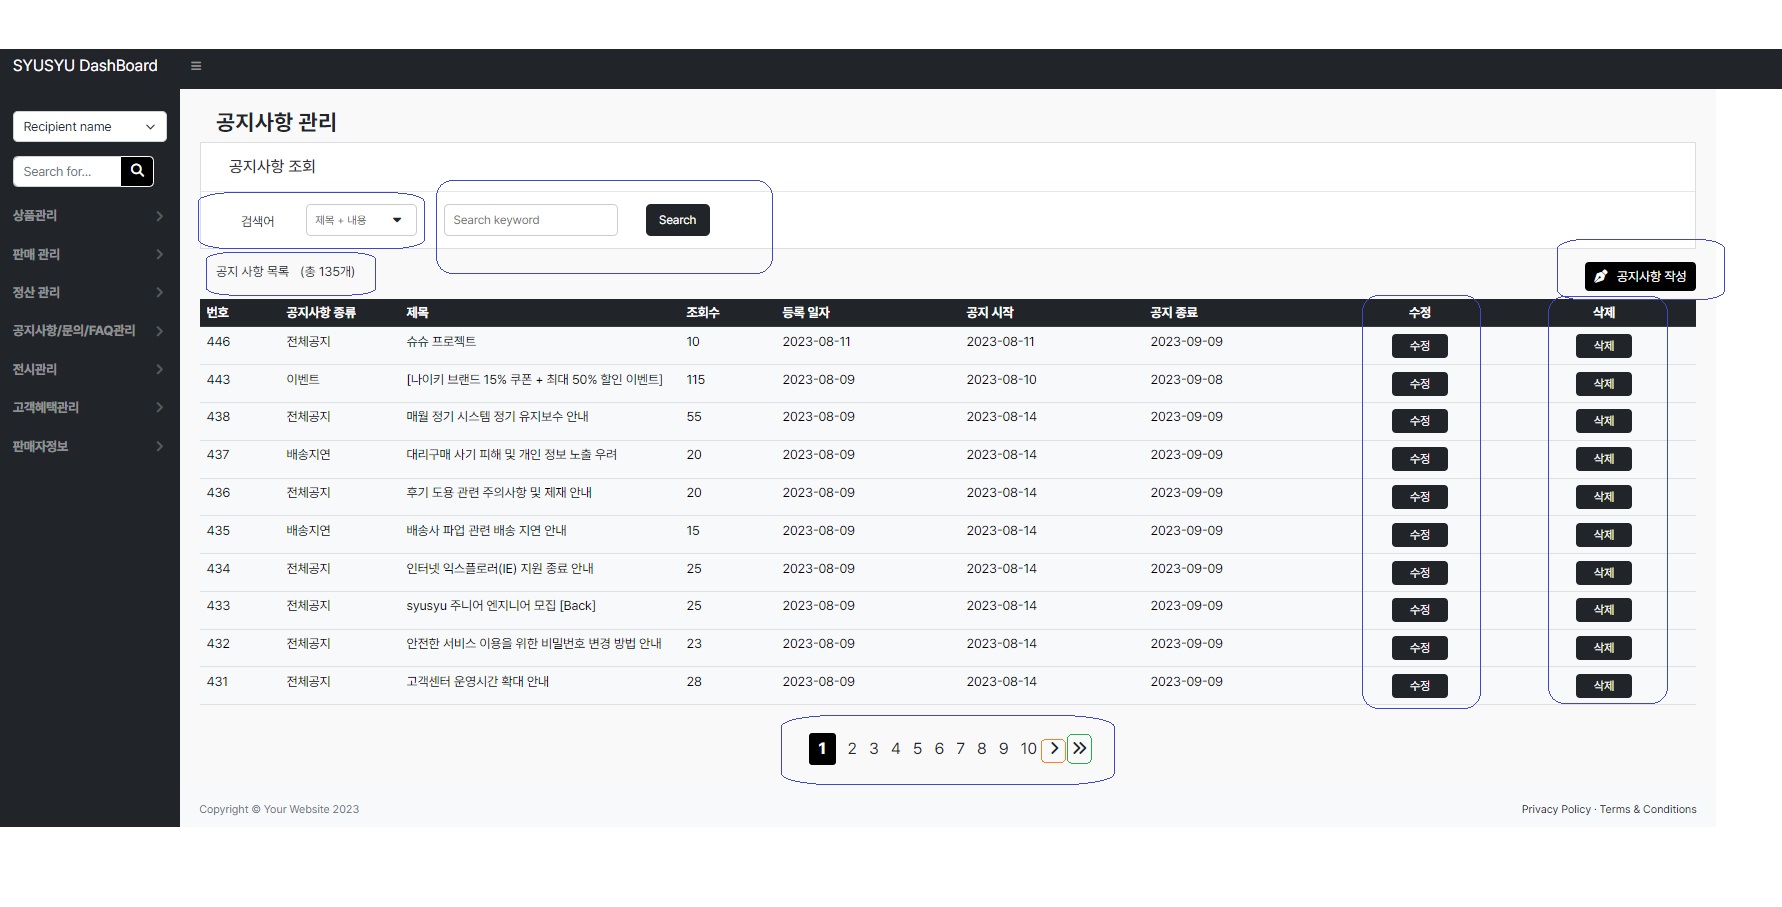 SYUSYU DashBoard
Recipient name
Search for...
상품관리
판매 관리
정산 관리
공지사항/문의/FAQ관리
전시관리
고객혜택관리
판매자정보
공지사항 관리
공지사항 조회
검색어 제목 + 내용 Search keyword Search
공지 사항 목록 (총 135개)
공지사항 작성
번호 공지사항 종류 제목 조회수 등록 일자 공지 시작 공지 종료 수정 삭제
446 전체공지 슈슈 프로젝트 10 2023-08-11 2023-08-11 2023-09-09 수정 삭제
443 이벤트 [나이키 브랜드 15% 쿠폰 + 최대 50% 할인 이벤트] 115 2023-08-09 2023-08-10 2023-09-08 수정 삭제
438 전체공지 매월 정기 시스템 정기 유지보수 안내 55 2023-08-09 2023-08-14 2023-09-09 수정 삭제
437 배송지연 대리구매 사기 피해 및 개인 정보 노출 우려 20 2023-08-09 2023-08-14 2023-09-09 수정 삭제
436 전체공지 후기 도용 관련 주의사항 및 제재 안내 20 2023-08-09 2023-08-14 2023-09-09 수정 삭제
435 배송지연 배송사 파업 관련 배송 지연 안내 15 2023-08-09 2023-08-14 2023-09-09 수정 삭제
434 전체공지 인터넷 익스플로러(IE) 지원 종료 안내 25 2023-08-09 2023-08-14 2023-09-09 수정 삭제
433 전체공지 syusyu 주니어 엔지니어 모집 [Back] 25 2023-08-09 2023-08-14 2023-09-09 수정 삭제
432 전체공지 안전한 서비스 이용을 위한 비밀번호 변경 방법 안내 23 2023-08-09 2023-08-14 2023-09-09 수정 삭제
431 전체공지 고객센터 운영시간 확대 안내 28 2023-08-09 2023-08-14 2023-09-09 수정 삭제
1 2 3 4 5 6 7 8 9 10
Copyright © Your Website 2023
Privacy Policy · Terms & Conditions